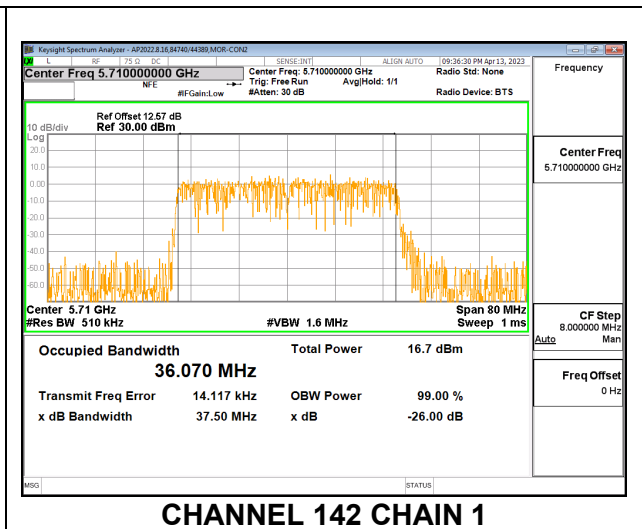 Keysight Spectrum Analyzer - AP2022.8.16,84740/44389,MOR-CON2
L RF 75 Ω DC SENSE:INT ALIGN AUTO 09:36:30 PM Apr 13, 2023
Center Freq 5.710000000 GHz
NFE
#IFGain:Low
Center Freq: 5.710000000 GHz
Trig: Free Run Avg|Hold: 1/1
#Atten: 30 dB
Radio Std: None
Radio Device: BTS
Frequency
Ref Offset 12.57 dB
10 dB/div Ref 30.00 dBm
Log
20.0
10.0
0.00
-10.0
-20.0
-30.0
-40.0
-50.0
-60.0
Center 5.71 GHz Span 80 MHz
#Res BW 510 kHz #VBW 1.6 MHz Sweep 1 ms
Center Freq
5.710000000 GHz
CF Step
8.000000 MHz
Auto Man
Freq Offset
0 Hz
Occupied Bandwidth Total Power 16.7 dBm
36.070 MHz
Transmit Freq Error 14.117 kHz OBW Power 99.00 %
x dB Bandwidth 37.50 MHz x dB -26.00 dB
MSG STATUS
CHANNEL 142 CHAIN 1